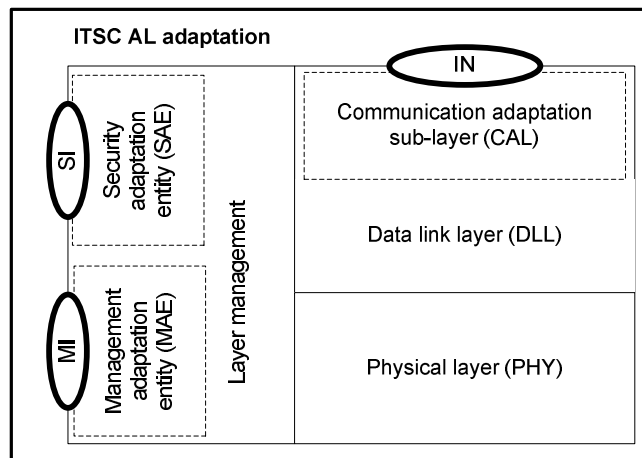 ITSC AL adaptation
IN
Communication adaptation
sub-layer (CAL)
SI
Security
adaptation
entity (SAE)
Data link layer (DLL)
Layer management
MI
Management
adaptation
entity (MAE)
Physical layer (PHY)